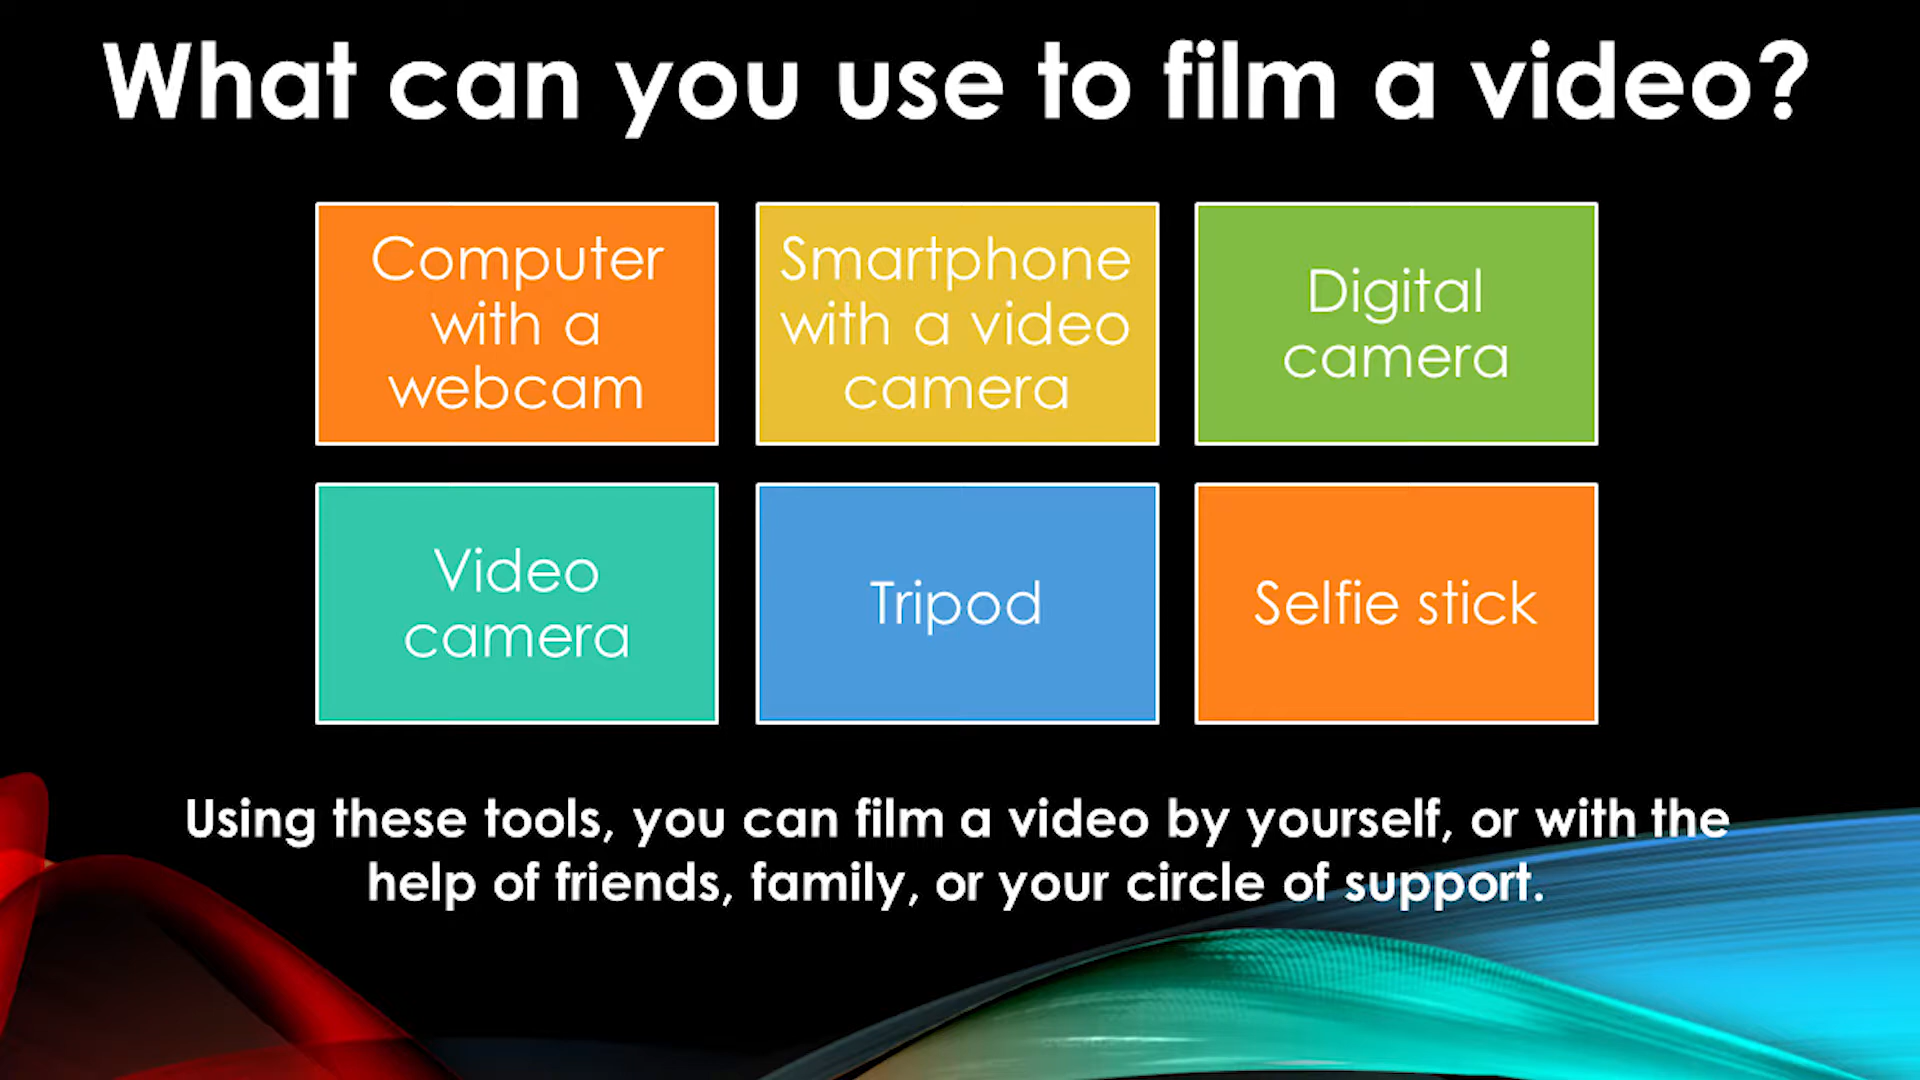 What can you use to film a video?
Computer
with a
webcam
Smartphone
with a video
camera
Digital
camera
Video
camera
Tripod
Selfie stick
Using these tools, you can film a video by yourself, or with the
help of friends, family, or your circle of support.